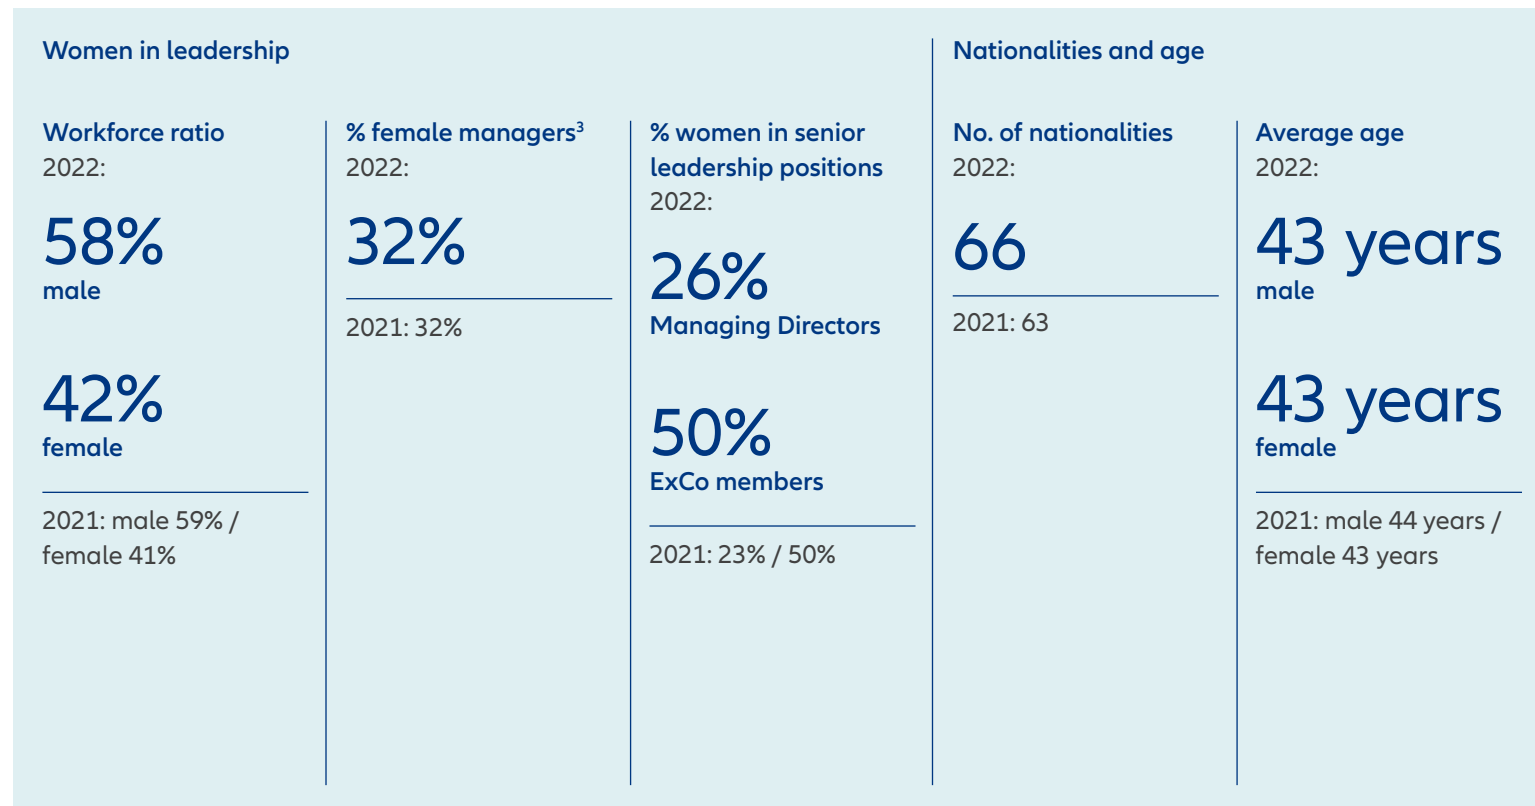 Women in leadership
Workforce ratio
2022:
58%
male
42%
female
2021: male 59% /
female 41%
% female managers³
2022:
32%
2021: 32%
% women in senior
leadership positions
2022:
26%
Managing Directors
50%
ExCo members
2021: 23% / 50%
Nationalities and age
No. of nationalities
2022:
66
2021: 63
Average age
2022:
43 years
male
43 years
female
2021: male 44 years /
female 43 years